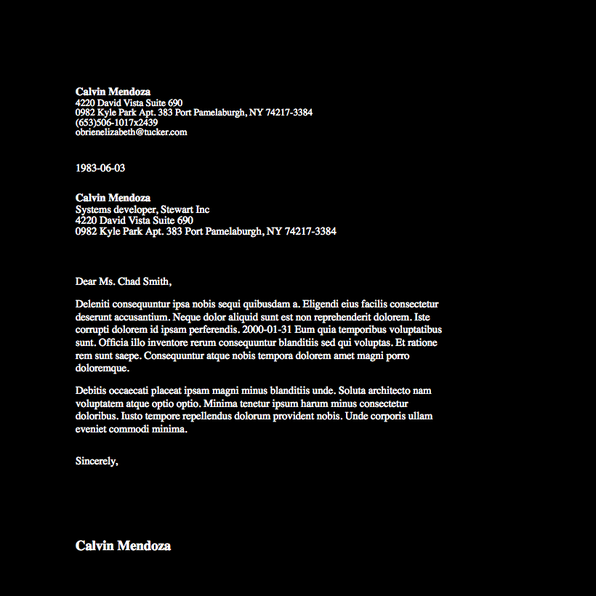 Calvin Mendoza
4220 David Vista Suite 690
0982 Kyle Park Apt. 383 Port Pamelaburgh, NY 74217-3384
(653)506-1017x2439
obrienelizabeth@tucker.com
1983-06-03
Calvin Mendoza
Systems developer, Stewart Inc
4220 David Vista Suite 690
0982 Kyle Park Apt. 383 Port Pamelaburgh, NY 74217-3384
Dear Ms. Chad Smith,
Deleniti consequuntur ipsa nobis sequi quibusdam a. Eligendi eius facilis consectetur
deserunt accusantium. Neque dolor aliquid sunt est non reprehenderit dolorem. Iste
corrupti dolorem id ipsam perferendis. 2000-01-31 Eum quia temporibus voluptatibus
sunt. Officia illo inventore rerum consequuntur blanditiis sed qui voluptas. Et ratione
rem sunt saepe. Consequuntur atque nobis tempora dolorem amet magni porro
doloremque.
Debitis occaecati placeat ipsam magni minus blanditiis unde. Soluta architecto nam
voluptatem atque optio optio. Minima tenetur ipsum harum minus consectetur
doloribus. Iusto tempore repellendus dolorum provident nobis. Unde corporis ullam
eveniet commodi minima.
Sincerely,
Calvin Mendoza